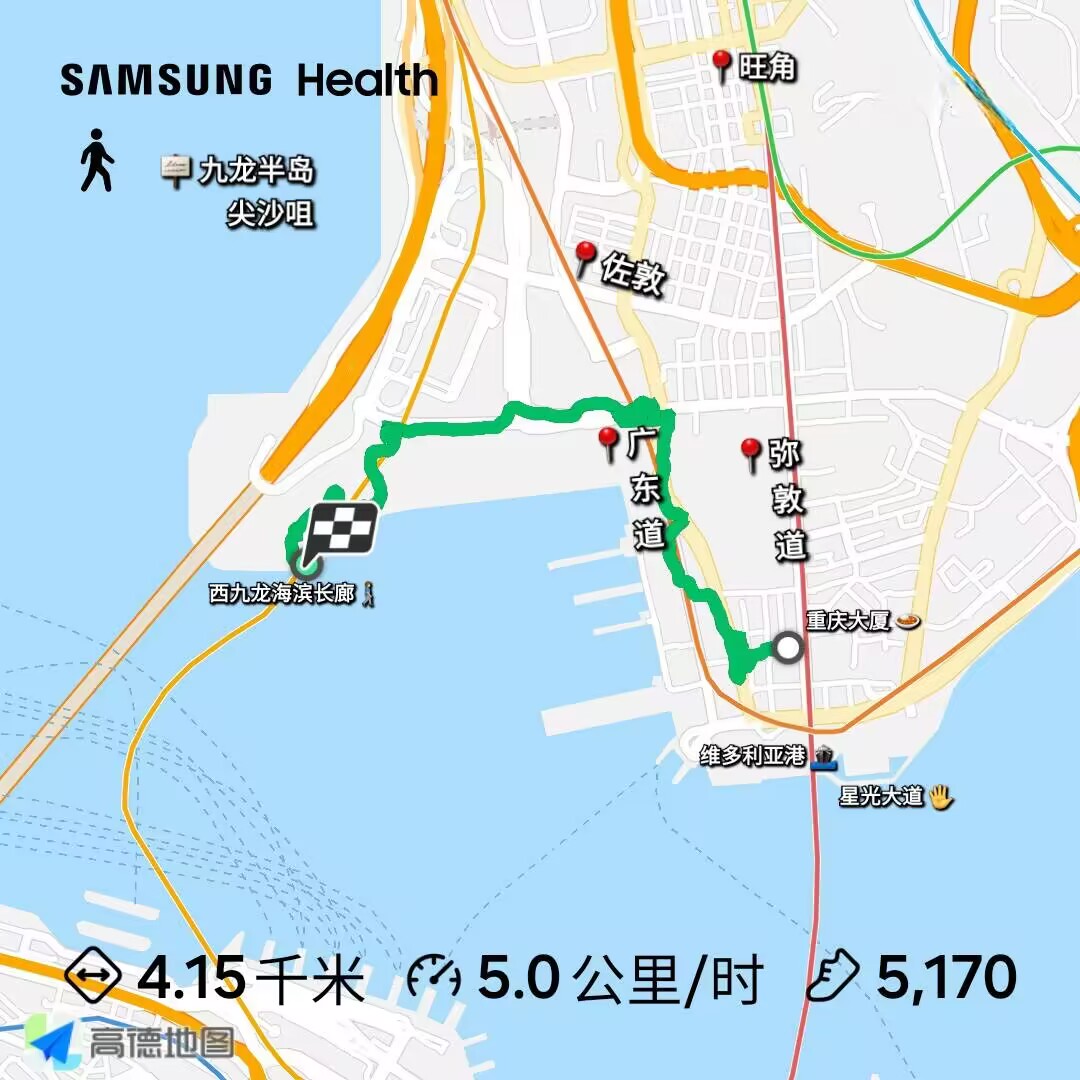 SAMSUNG Health
旺角
九龙半岛
尖沙咀
佐敦
广东道
弥敦道
西九龙海滨长廊
重庆大厦
维多利亚港
星光大道
4.15千米 5.0公里/时 5,170
高德地图